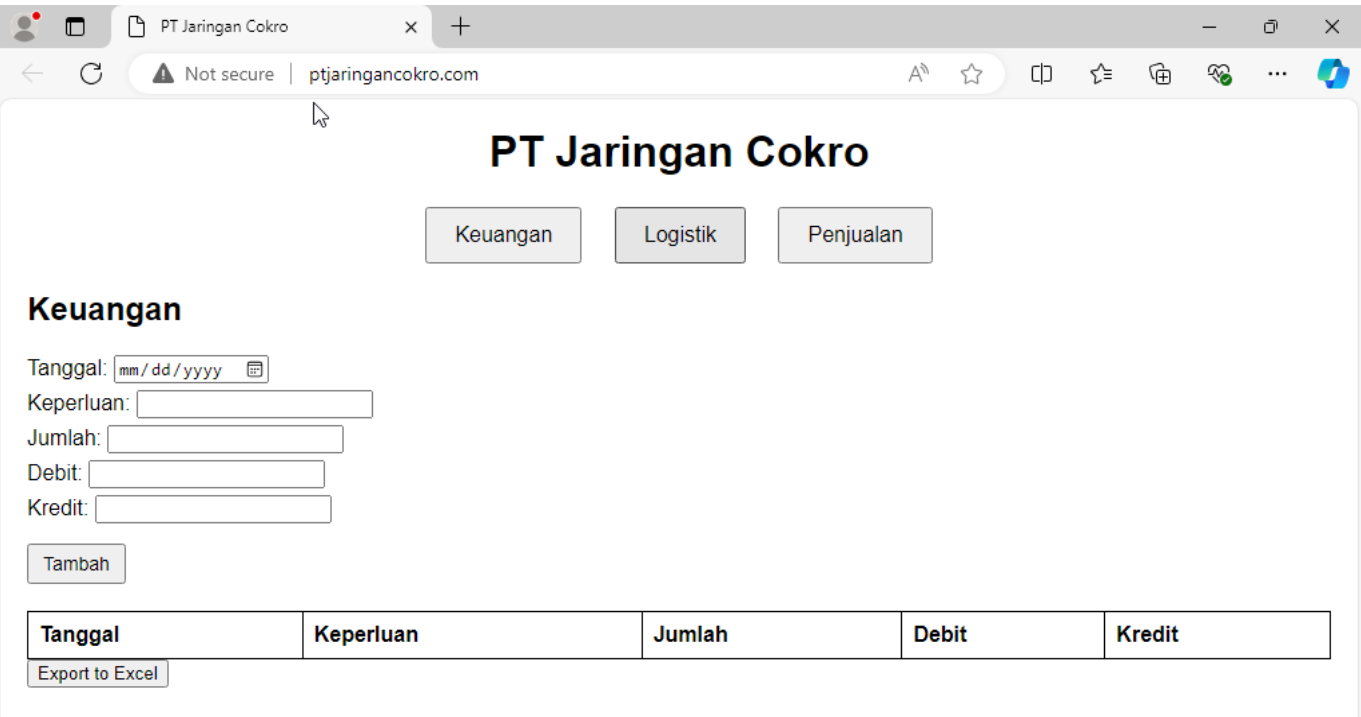 PT Jaringan Cokro
Not secure | ptjaringancokro.com
PT Jaringan Cokro
Keuangan Logistik Penjualan
Keuangan
Tanggal: mm/dd/yyyy
Keperluan:
Jumlah:
Debit:
Kredit:
Tambah
Tanggal Keperluan Jumlah Debit Kredit
Export to Excel